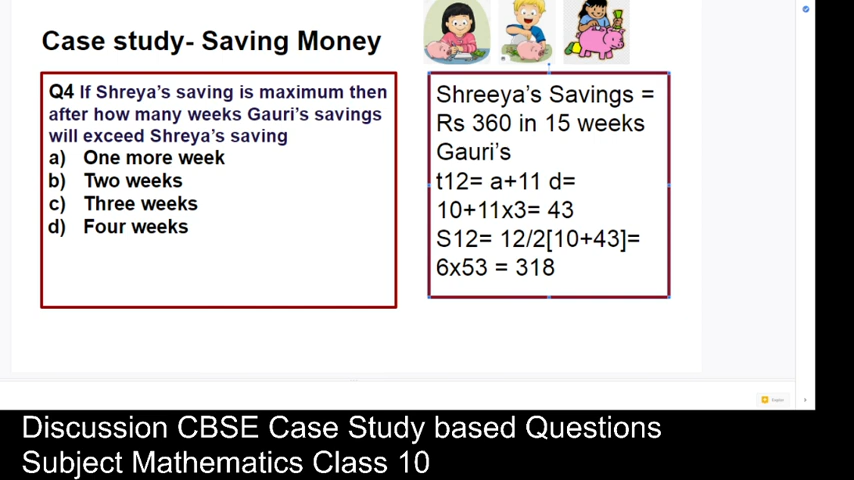 Case study- Saving Money
Q4 If Shreya's saving is maximum then
after how many weeks Gauri's savings
will exceed Shreya's saving
a) One more week
b) Two weeks
c) Three weeks
d) Four weeks
Shreeya's Savings =
Rs 360 in 15 weeks
Gauri's
t12= a+11 d=
10+11x3= 43
S12= 12/2[10+43]=
6x53 = 318
Discussion CBSE Case Study based Questions
Subject Mathematics Class 10